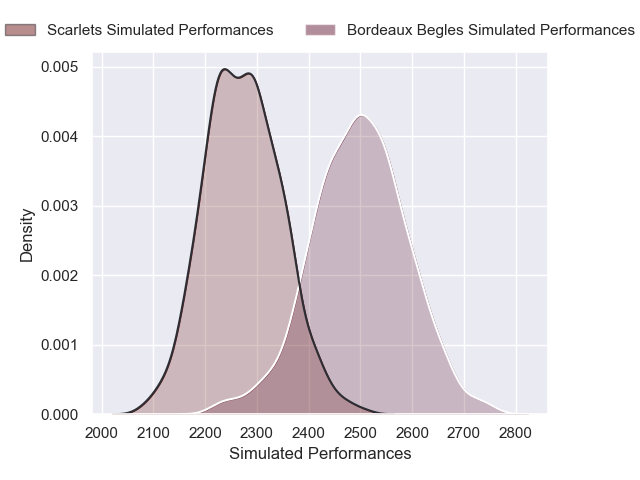 Scarlets Simulated Performances
Bordeaux Begles Simulated Performances
0.005
0.004
0.003
0.002
0.001
0.000
Density
2000 2100 2200 2300 2400 2500 2600 2700 2800
Simulated Performances